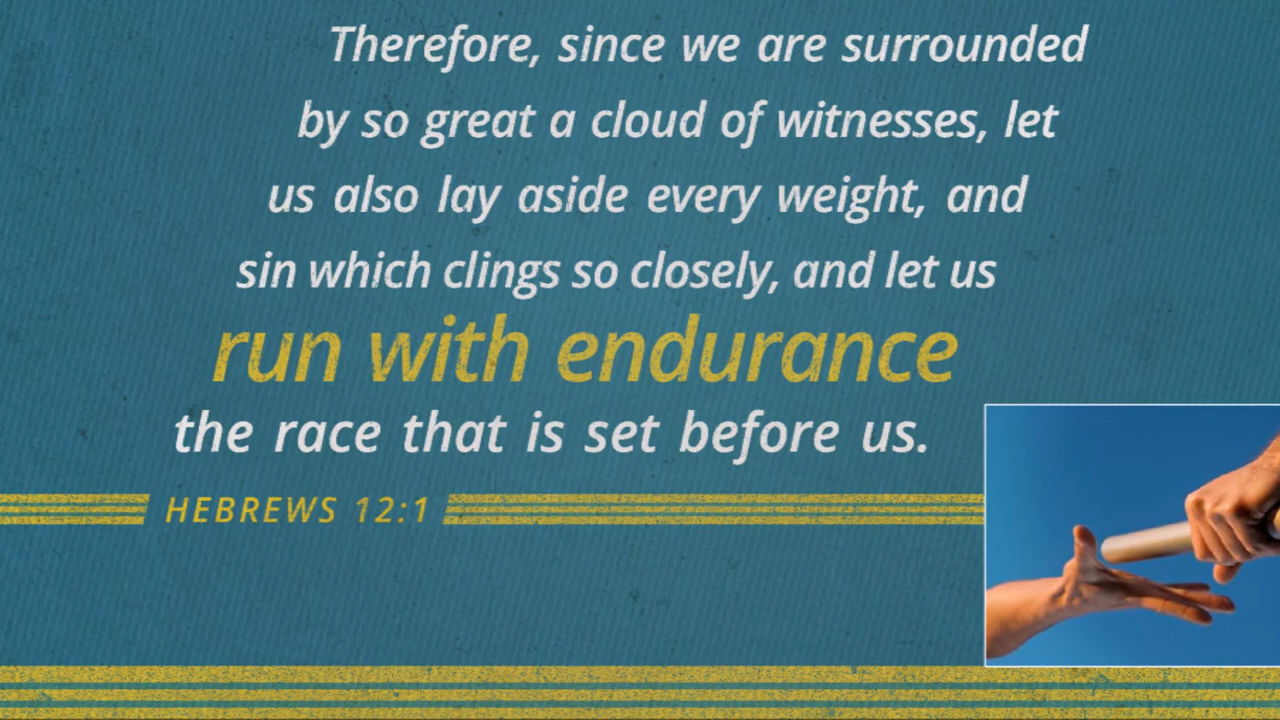 Therefore, since we are surrounded
by so great a cloud of witnesses, let
us also lay aside every weight, and
sin which clings so closely, and let us
run with endurance
the race that is set before us.
HEBREWS 12:1